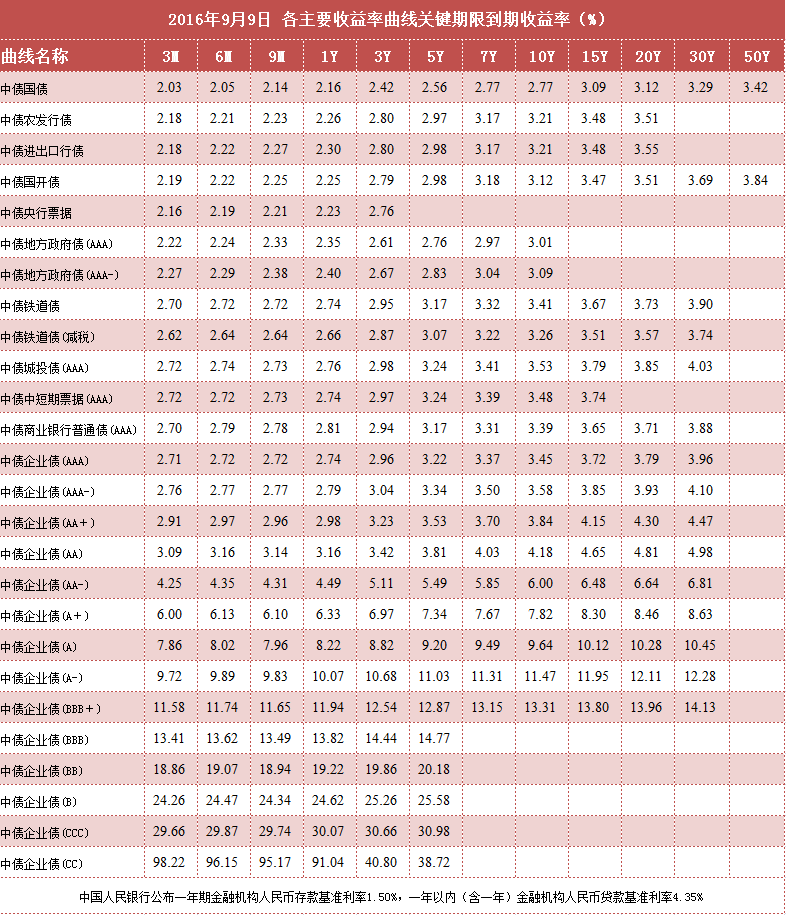 2016年9月9日 各主要收益率曲线关键期限到期收益率（%）
曲线名称 3M 6M 9M 1Y 3Y 5Y 7Y 10Y 15Y 20Y 30Y 50Y
中债国债 2.03 2.05 2.14 2.16 2.42 2.56 2.77 2.77 3.09 3.12 3.29 3.42
中债农发行债 2.18 2.21 2.23 2.26 2.80 2.97 3.17 3.21 3.48 3.51
中债进出口行债 2.18 2.22 2.27 2.30 2.80 2.98 3.17 3.21 3.48 3.55
中债国开债 2.19 2.22 2.25 2.25 2.79 2.98 3.18 3.12 3.47 3.51 3.69 3.84
中债央行票据 2.16 2.19 2.21 2.23 2.76
中债地方政府债(AAA) 2.22 2.24 2.33 2.35 2.61 2.76 2.97 3.01
中债地方政府债(AAA-) 2.27 2.29 2.38 2.40 2.67 2.83 3.04 3.09
中债铁道债 2.70 2.72 2.72 2.74 2.95 3.17 3.32 3.41 3.67 3.73 3.90
中债铁道债(减税) 2.62 2.64 2.64 2.66 2.87 3.07 3.22 3.26 3.51 3.57 3.74
中债城投债(AAA) 2.72 2.74 2.73 2.76 2.98 3.24 3.41 3.53 3.79 3.85 4.03
中债中短期票据(AAA) 2.72 2.72 2.73 2.74 2.97 3.24 3.39 3.48 3.74
中债商业银行普通债(AAA) 2.70 2.79 2.78 2.81 2.94 3.17 3.31 3.39 3.65 3.71 3.88
中债企业债(AAA) 2.71 2.72 2.72 2.74 2.96 3.22 3.37 3.45 3.72 3.79 3.96
中债企业债(AAA-) 2.76 2.77 2.77 2.79 3.04 3.34 3.50 3.58 3.85 3.93 4.10
中债企业债(AA＋) 2.91 2.97 2.96 2.98 3.23 3.53 3.70 3.84 4.15 4.30 4.47
中债企业债(AA) 3.09 3.16 3.14 3.16 3.42 3.81 4.03 4.18 4.65 4.81 4.98
中债企业债(AA-) 4.25 4.35 4.31 4.49 5.11 5.49 5.85 6.00 6.48 6.64 6.81
中债企业债(A＋) 6.00 6.13 6.10 6.33 6.97 7.34 7.67 7.82 8.30 8.46 8.63
中债企业债(A) 7.86 8.02 7.96 8.22 8.82 9.20 9.49 9.64 10.12 10.28 10.45
中债企业债(A-) 9.72 9.89 9.83 10.07 10.68 11.03 11.31 11.47 11.95 12.11 12.28
中债企业债(BBB＋) 11.58 11.74 11.65 11.94 12.54 12.87 13.15 13.31 13.80 13.96 14.13
中债企业债(BBB) 13.41 13.62 13.49 13.82 14.44 14.77
中债企业债(BB) 18.86 19.07 18.94 19.22 19.86 20.18
中债企业债(B) 24.26 24.47 24.34 24.62 25.26 25.58
中债企业债(CCC) 29.66 29.87 29.74 30.07 30.66 30.98
中债企业债(CC) 98.22 96.15 95.17 91.04 40.80 38.72
中国人民银行公布一年期金融机构人民币存款基准利率1.50%，一年以内（含一年）金融机构人民币贷款基准利率4.35%